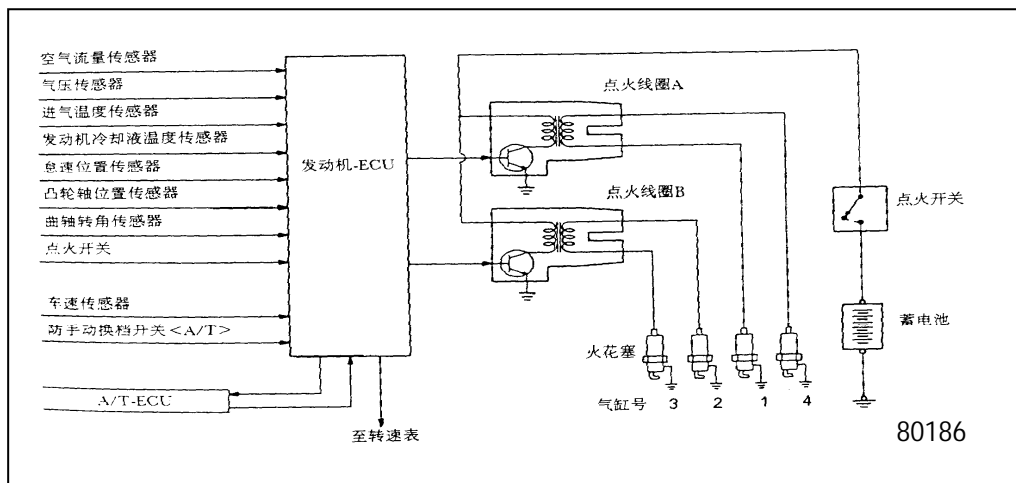 空气流量传感器
气压传感器
进气温度传感器
发动机冷却液温度传感器
怠速位置传感器
凸轮轴位置传感器
曲轴转角传感器
点火开关
车速传感器
防手动换档开关<A/T>
A/T-ECU
发动机-ECU
至转速表
点火线圈A
点火线圈B
点火开关
蓄电池
火花塞
气缸号 3 2 1 4
80186